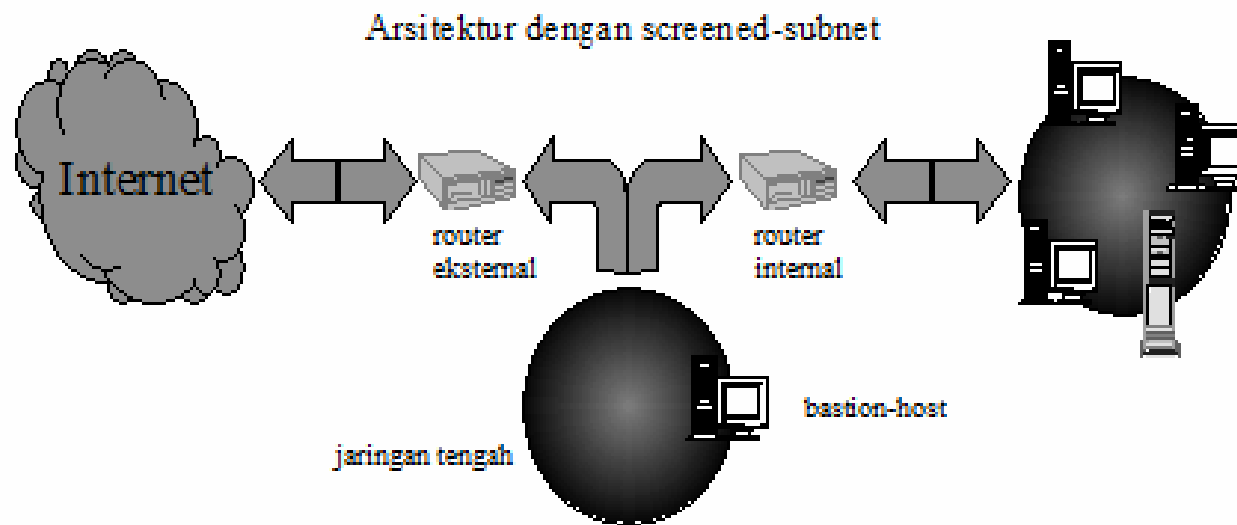 Arsitektur dengan screened-subnet
Internet
router
eksternal
router
internal
bastion-host
jaringan tengah